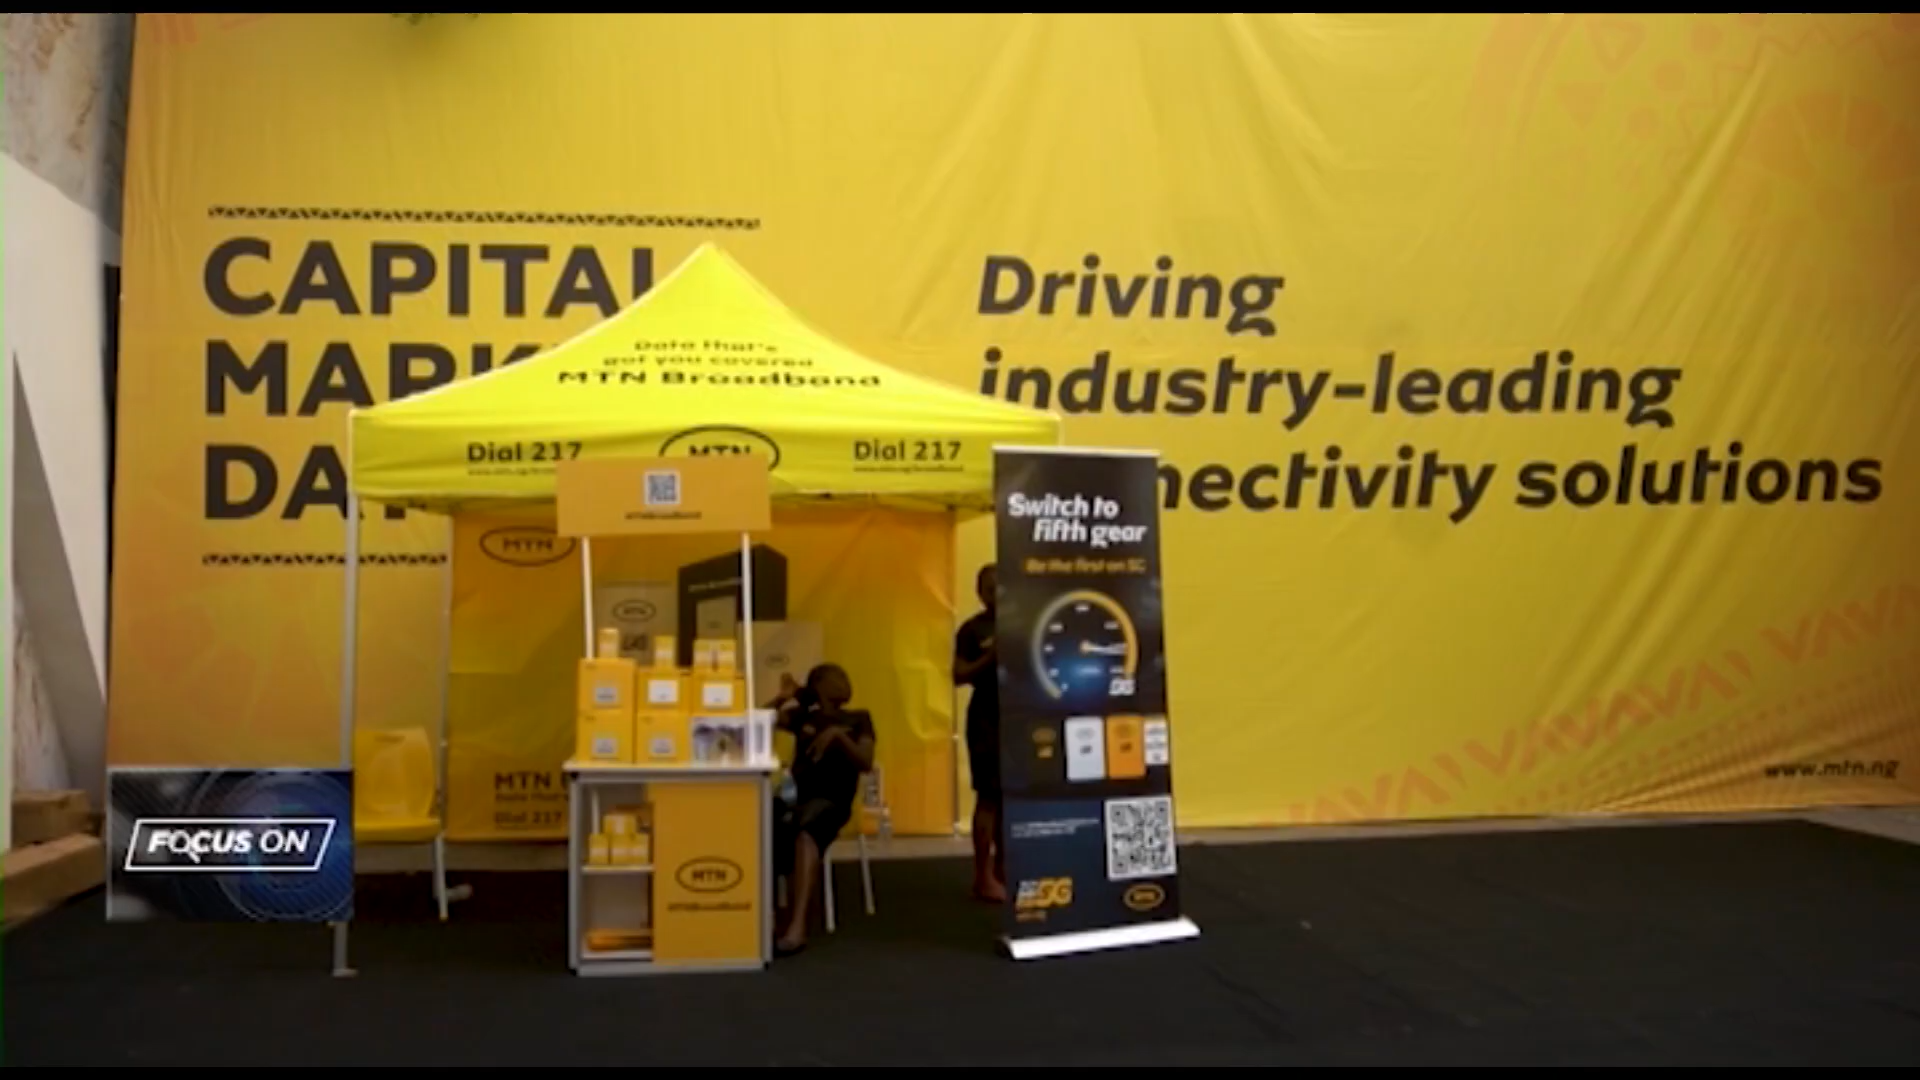 CAPITAL
MARK
DA
Driving
industry-leading
nectivity solutions
Data that's
got you covered
MTN Broadband
Dial 217
MTN
Dial 217
MTN
Switch to
fifth gear
Be the first on 5G
5G
MTN
MTN
Dial 217
MTN
5G
www.mtn.ng
FOCUS ON